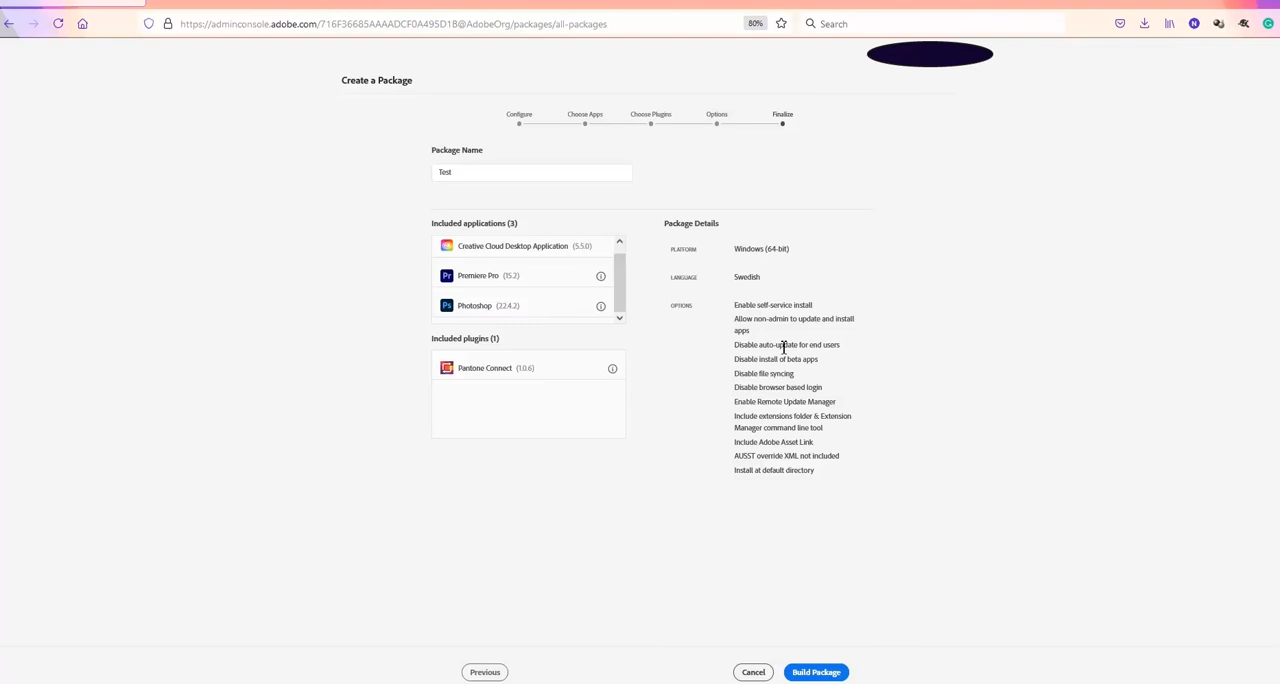 https://adminconsole.adobe.com/716F36685AAAADCF0A495D1B@AdobeOrg/packages/all-packages
80%
Search
N
Create a Package
Configure
Choose Apps
Choose Plugins
Options
Finalize
Package Name
Test
Included applications (3)
Creative Cloud Desktop Application (5.5.0)
Pr Premiere Pro (15.2)
Ps Photoshop (22.4.2)
Included plugins (1)
Pantone Connect (1.0.6)
Package Details
PLATFORM
Windows (64-bit)
LANGUAGE
Swedish
OPTIONS
Enable self-service install
Allow non-admin to update and install
apps
Disable auto-update for end users
Disable install of beta apps
Disable file syncing
Disable browser based login
Enable Remote Update Manager
Include extensions folder & Extension
Manager command line tool
Include Adobe Asset Link
AUSST override XML not included
Install at default directory
Previous
Cancel
Build Package